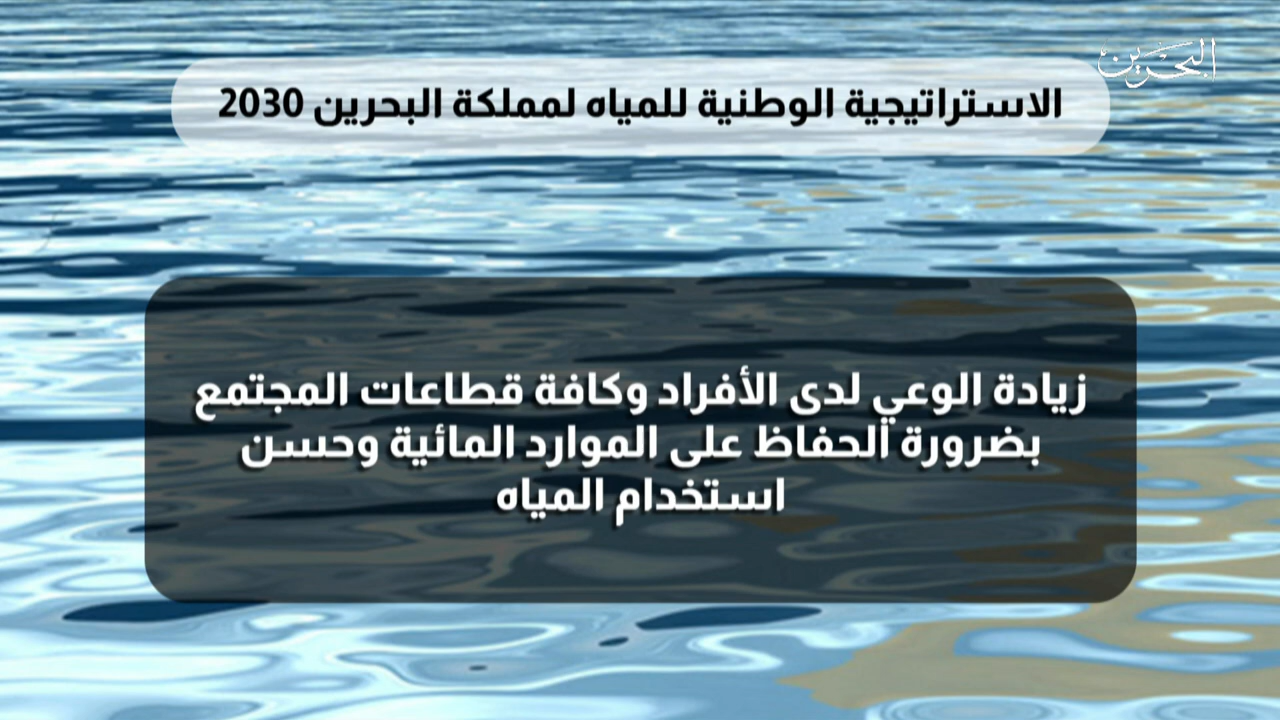 البحرين
الاستراتيجية الوطنية للمياه لمملكة البحرين 2030
زيادة الوعي لدى الأفراد وكافة قطاعات المجتمع
بضرورة الحفاظ على الموارد المائية وحسن
استخدام المياه